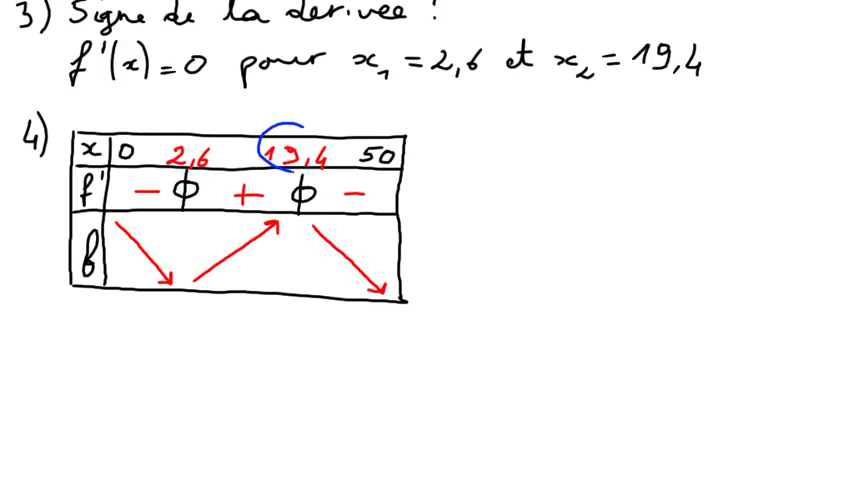 3) Signe de la dérivée :
f'(x) = 0 pour x₁ = 2,6 et x₂ = 19,4
4)
x 0 2,6 19,4 50
f' - 0 + 0 -
f